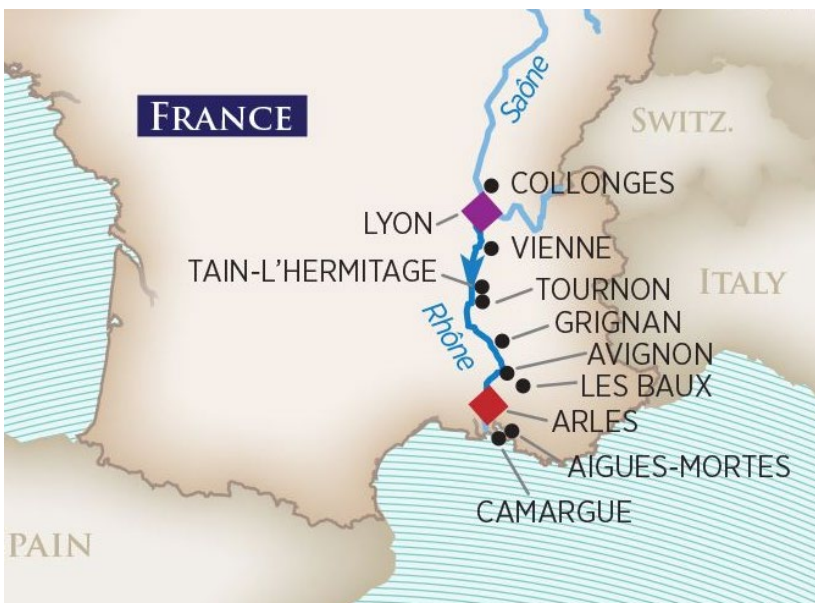 Saône
FRANCE
SWITZ.
COLLONGES
LYON
VIENNE
TAIN-L'HERMITAGE
ITALY
TOURNON
Rhône
GRIGNAN
AVIGNON
LES BAUX
ARLES
AIGUES-MORTES
CAMARGUE
PAIN